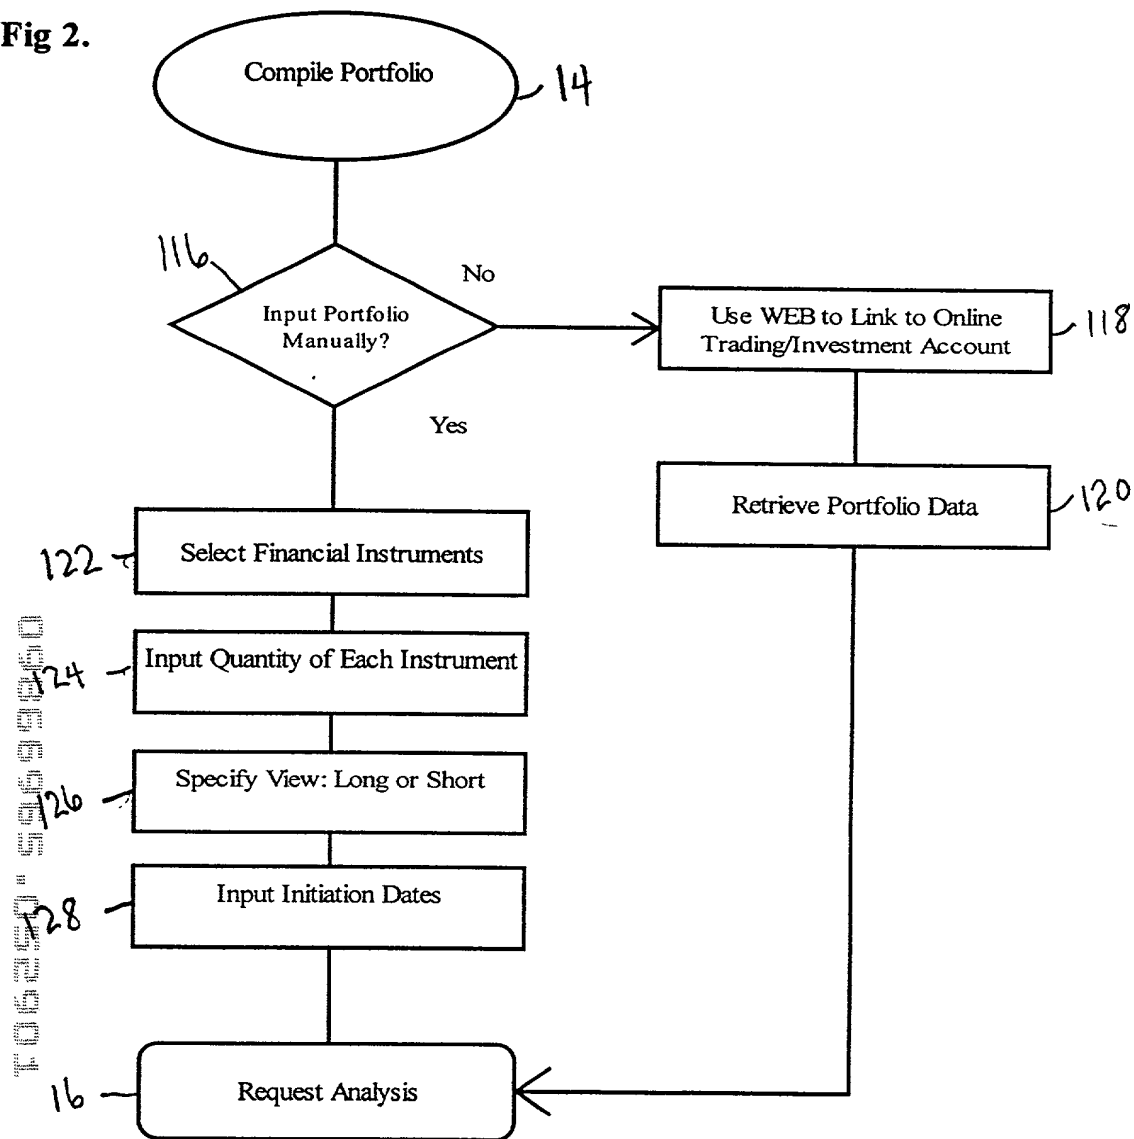 Fig 2.
Compile Portfolio
14
116
No
Input Portfolio
Manually?
Use WEB to Link to Online
Trading/Investment Account
118
Yes
Retrieve Portfolio Data
120
122
Select Financial Instruments
124
Input Quantity of Each Instrument
126
Specify View: Long or Short
128
Input Initiation Dates
16
Request Analysis